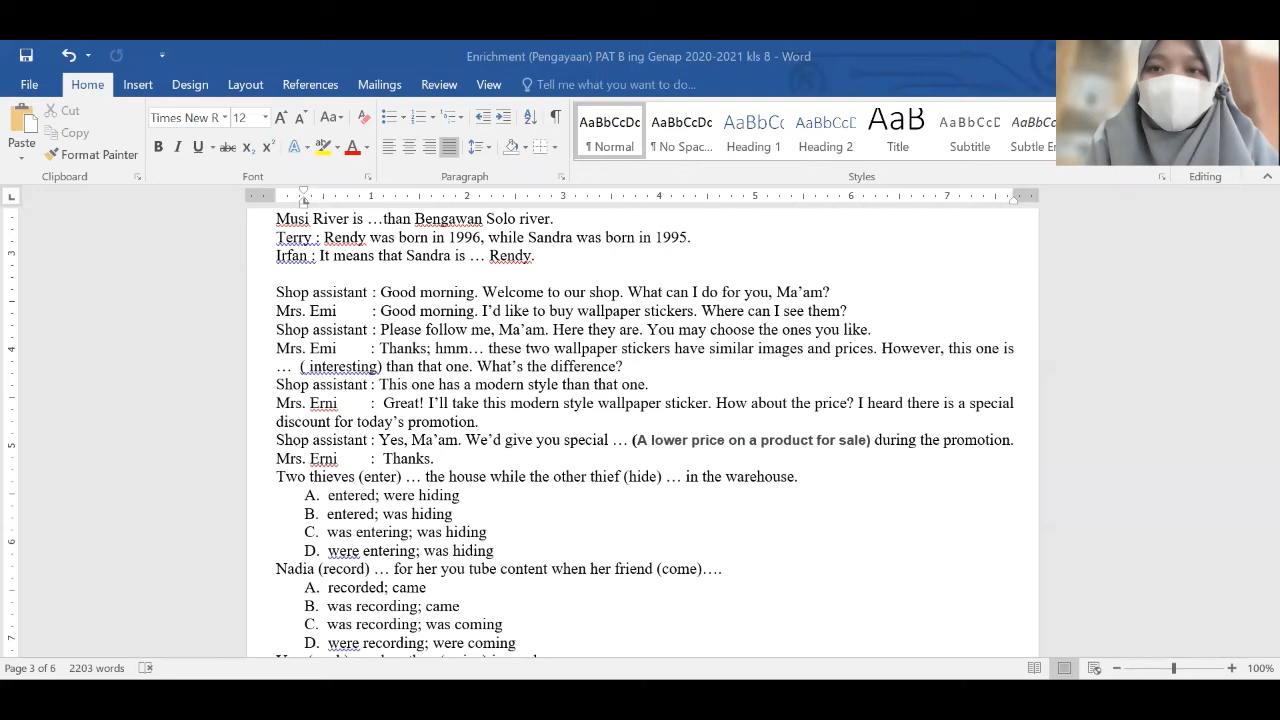 Enrichment (Pengayaan) PAT B ing Genap 2020-2021 kls 8 - Word
File Home Insert Design Layout References Mailings Review View Tell me what you want to do...
Paste
Cut
Copy
Format Painter
Clipboard
Times New R 12
Font
Paragraph
AaBbCcDc AaBbCcDc AaBbC AaBbCcD AaB AaBbCcD
¶ Normal ¶ No Spac... Heading 1 Heading 2 Title Subtitle
Styles
Editing
1 2 3 4 5 6 7
Musi River is …than Bengawan Solo river.
Terry : Rendy was born in 1996, while Sandra was born in 1995.
Irfan : It means that Sandra is … Rendy.
Shop assistant : Good morning. Welcome to our shop. What can I do for you, Ma’am?
Mrs. Emi : Good morning. I’d like to buy wallpaper stickers. Where can I see them?
Shop assistant : Please follow me, Ma’am. Here they are. You may choose the ones you like.
Mrs. Emi : Thanks; hmm… these two wallpaper stickers have similar images and prices. However, this one is
… ( interesting) than that one. What’s the difference?
Shop assistant : This one has a modern style than that one.
Mrs. Erni : Great! I’ll take this modern style wallpaper sticker. How about the price? I heard there is a special
discount for today’s promotion.
Shop assistant : Yes, Ma’am. We’d give you special … (A lower price on a product for sale) during the promotion.
Mrs. Erni : Thanks.
Two thieves (enter) … the house while the other thief (hide) … in the warehouse.
A. entered; were hiding
B. entered; was hiding
C. was entering; was hiding
D. were entering; was hiding
Nadia (record) … for her you tube content when her friend (come)….
A. recorded; came
B. was recording; came
C. was recording; was coming
D. were recording; were coming
Page 3 of 6 2203 words 100%